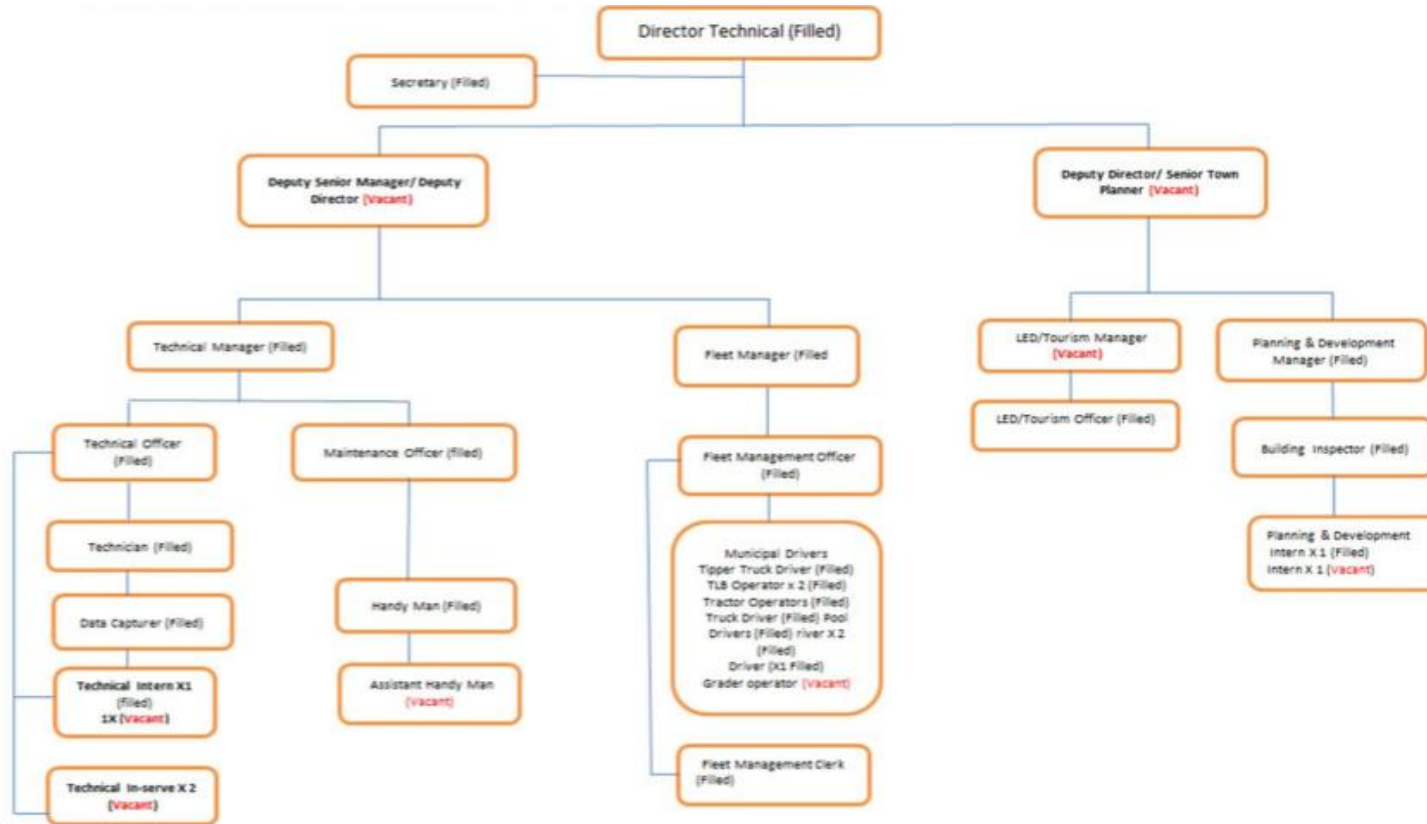 Director Technical (Filled)
Secretary (Filled)
Deputy Senior Manager/ Deputy
Director (Vacant)
Deputy Director/ Senior Town
Planner (Vacant)
Technical Manager (Filled)
Fleet Manager (Filled
LED/Tourism Manager
(Vacant)
Planning & Development
Manager (Filled)
Technical Officer
(Filled)
Maintenance Officer (filled)
Fleet Management Officer
(Filled)
LED/Tourism Officer (Filled)
Building Inspector (Filled)
Technician (Filled)
Data Capturer (Filled)
Technical Intern X1
(filled)
1X (Vacant)
Technical In-serve X 2
(Vacant)
Handy Man (Filled)
Assistant Handy Man
(Vacant)
Municipal Drivers
Tipper Truck Driver (Filled)
TLB Operator x 2 (Filled)
Tractor Operators (Filled)
Truck Driver (Filled) Pool
Drivers (Filled) river X 2
(Filled)
Driver (X1 Filled)
Grader operator (Vacant)
Fleet Management Clerk
(Filled)
Planning & Development
Intern X 1 (Filled)
Intern X 1 (Vacant)